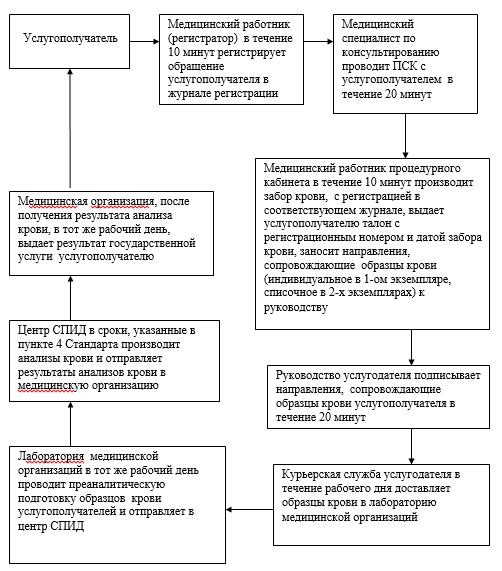 Услугополучатель
Медицинский работник
(регистратор)  в течение
10 минут регистрирует
обращение
услугополучателя в
журнале регистрации
Медицинский
специалист по
консультированию
проводит ПСК с
услугополучателем  в
течение 20 минут
Медицинский работник процедурного
кабинета в течение 10 минут производит
забор крови,  с регистрацией в
соответствующем журнале, выдает
услугополучателю талон с
регистрационным номером и датой забора
крови, заносит направления,
сопровождающие  образцы крови
(индивидуальное в 1-ом экземпляре,
списочное в 2-х экземплярах) к
руководству
Руководство услугодателя подписывает
направления,  сопровождающие
образцы крови услугополучателя в
течение 20 минут
Курьерская служба услугодателя в
течение рабочего дня доставляет
образцы крови в лабораторию
медицинской организаций
Лаборатория  медицинской
организаций в тот же рабочий день
проводит преаналитическую
подготовку образцов  крови
услугополучателей и отправляет в
центр СПИД
Центр СПИД в сроки, указанные в
пункте 4 Стандарта производит
анализы крови и отправляет
результаты анализов крови в
медицинскую организацию
Медицинская организация, после
получения результата анализа
крови, в тот же рабочий день,
выдает результат государственной
услуги  услугополучателю